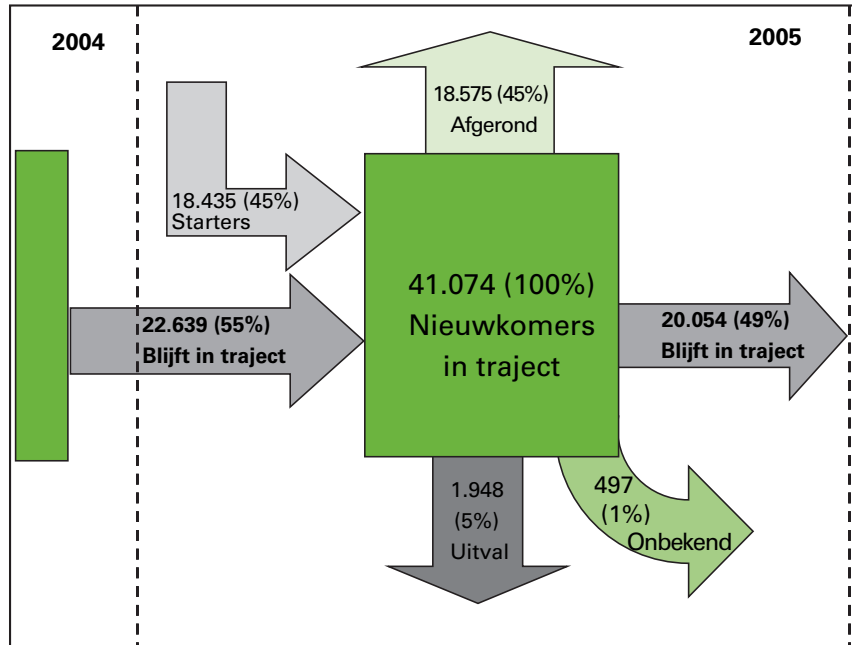 2004
2005
18.575 (45%)
Afgerond
18.435 (45%)
Starters
41.074 (100%)
Nieuwkomers
in traject
22.639 (55%)
Blijft in traject
20.054 (49%)
Blijft in traject
1.948
(5%)
Uitval
497
(1%)
Onbekend